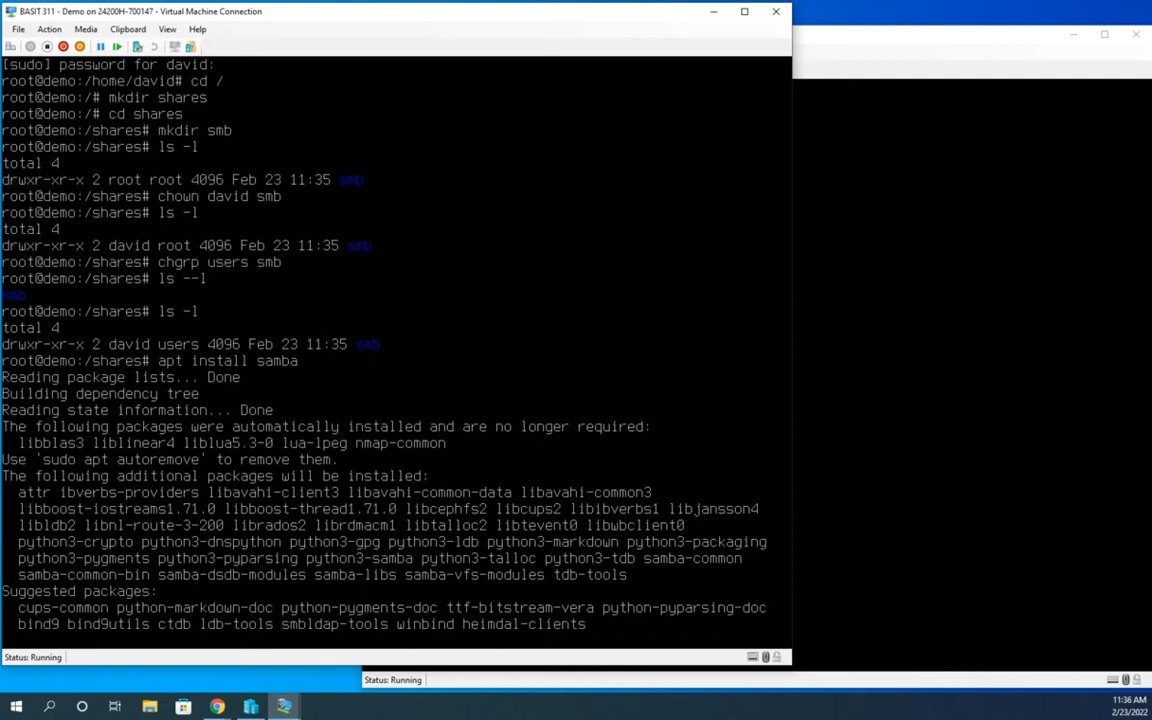 BASIT 311 - Demo on 24200H-700147 - Virtual Machine Connection
File Action Media Clipboard View Help
[sudo] password for david:
root@demo:/home/david# cd /
root@demo:/# mkdir shares
root@demo:/# cd shares
root@demo:/shares# mkdir smb
root@demo:/shares# ls -l
total 4
drwxr-xr-x 2 root root 4096 Feb 23 11:35 smb
root@demo:/shares# chown david smb
root@demo:/shares# ls -l
total 4
drwxr-xr-x 2 david root 4096 Feb 23 11:35 smb
root@demo:/shares# chgrp users smb
root@demo:/shares# ls --l
smb
root@demo:/shares# ls -l
total 4
drwxr-xr-x 2 david users 4096 Feb 23 11:35 smb
root@demo:/shares# apt install samba
Reading package lists... Done
Building dependency tree
Reading state information... Done
The following packages were automatically installed and are no longer required:
libblas3 liblinear4 liblua5.3-0 lua-lpeg nmap-common
Use 'sudo apt autoremove' to remove them.
The following additional packages will be installed:
attr ibverbs-providers libavahi-client3 libavahi-common-data libavahi-common3
libboost-iostreams1.71.0 libboost-thread1.71.0 libcephfs2 libcups2 libibverbs1 libjansson4
libldb2 libnl-route-3-200 librados2 librdmacm1 libtalloc2 libtevent0 libwbclient0
python3-crypto python3-dnspython python3-gpg python3-ldb python3-markdown python3-packaging
python3-pygments python3-pyparsing python3-samba python3-talloc python3-tdb samba-common
samba-common-bin samba-dsdb-modules samba-libs samba-vfs-modules tdb-tools
Suggested packages:
cups-common python-markdown-doc python-pygments-doc ttf-bitstream-vera python-pyparsing-doc
bind9 bind9utils ctdb ldb-tools smbldap-tools winbind heimdal-clients
Status: Running
Status: Running
11:36 AM
2/23/2022